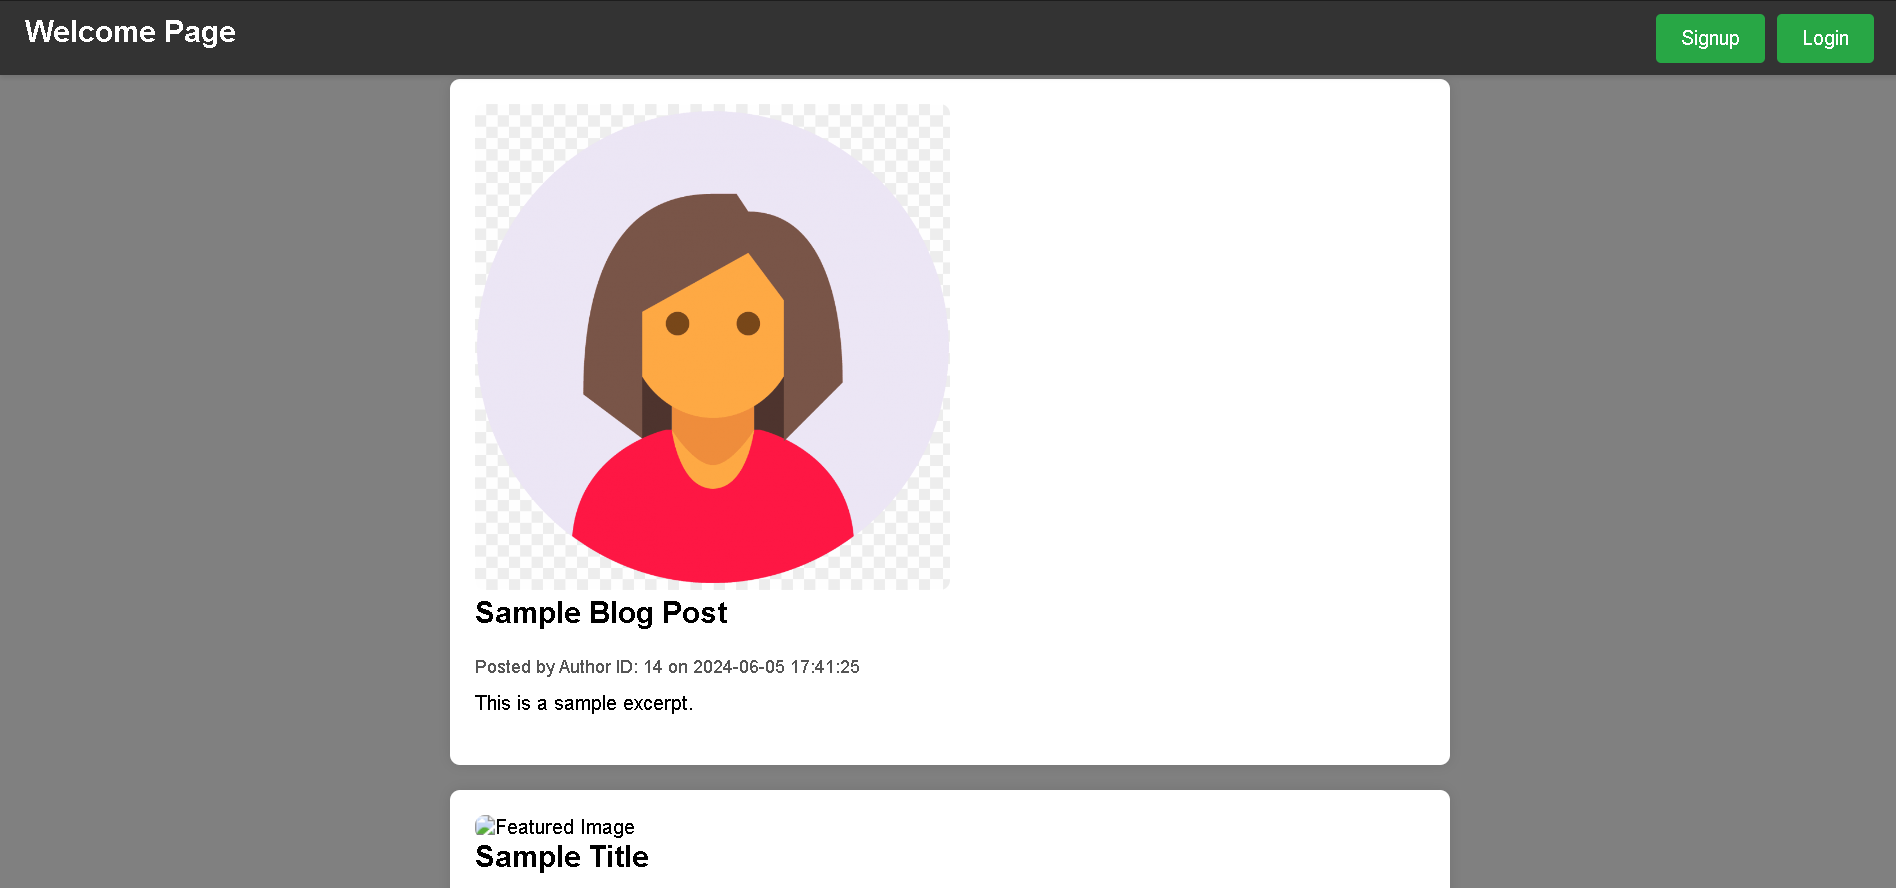 Welcome Page
Signup
Login
Sample Blog Post
Posted by Author ID: 14 on 2024-06-05 17:41:25
This is a sample excerpt.
Featured Image
Sample Title